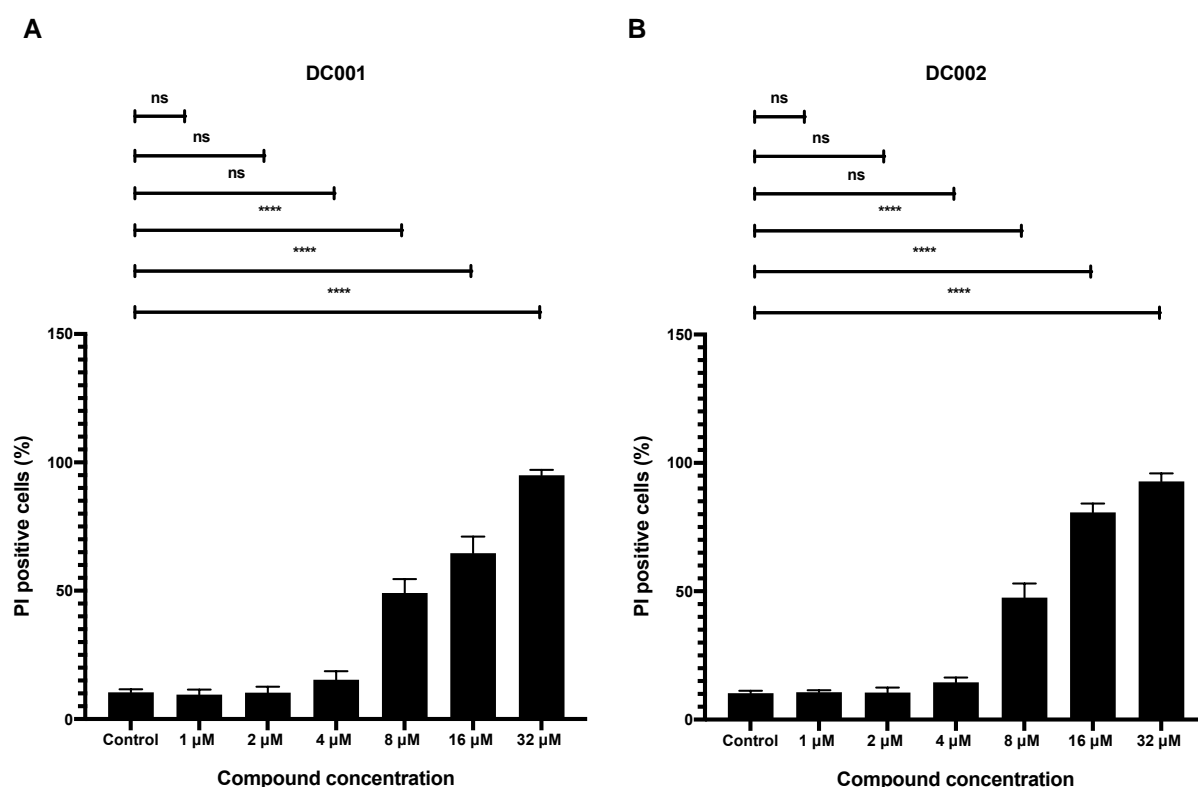 A
DC001
ns
ns
ns
****
****
****
150
100
50
0
PI positive cells (%)
Control 1 µM 2 µM 4 µM 8 µM 16 µM 32 µM
Compound concentration
B
DC002
ns
ns
ns
****
****
****
150
100
50
0
PI positive cells (%)
Control 1 µM 2 µM 4 µM 8 µM 16 µM 32 µM
Compound concentration